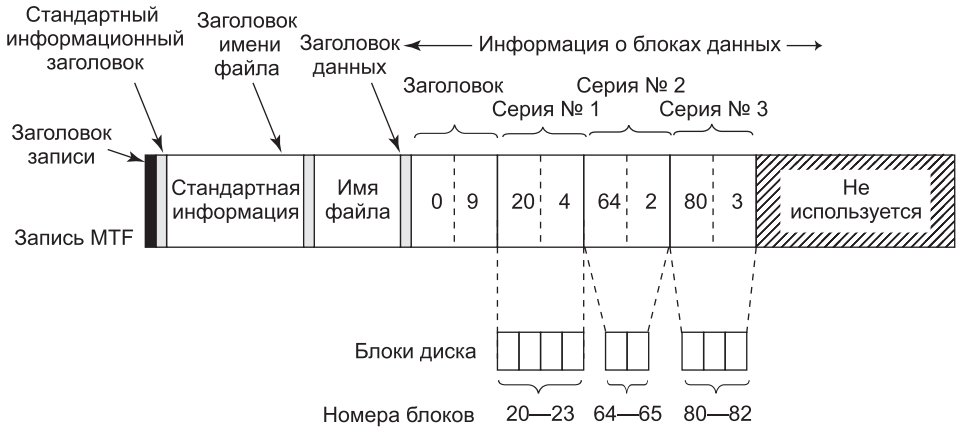 Стандартный
информационный
заголовок
Заголовок
имени
файла
Заголовок
данных
Информация о блоках данных
Заголовок
Серия № 1
Серия № 2
Серия № 3
Заголовок
записи
Запись MTF
Стандартная
информация
Имя
файла
0 9 20 4 64 2 80 3
Не
используется
Блоки диска
Номера блоков 20—23 64—65 80—82